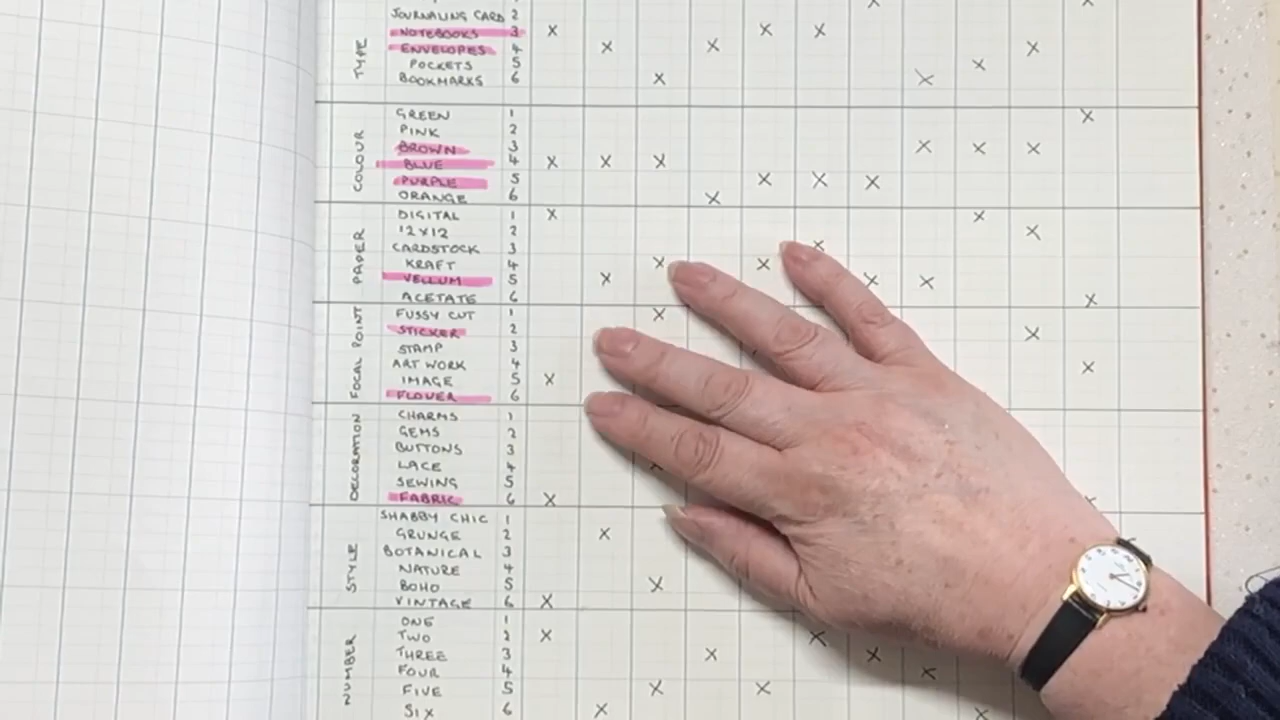 JOURNALING CARD 2
NOTEBOOKS 3
ENVELOPES 4
POCKETS 5
BOOKMARKS 6
TYPE
GREEN 1
PINK 2
BROWN 3
BLUE 4
PURPLE 5
ORANGE 6
COLOUR
DIGITAL 1
12X12 2
CARDSTOCK 3
KRAFT 4
VELLUM 5
ACETATE 6
PAPER
FUSSY CUT 1
STICKER 2
STAMP 3
ART WORK 4
IMAGE 5
FLOWER 6
FOCAL POINT
CHARMS 1
GEMS 2
BUTTONS 3
LACE 4
SEWING 5
FABRIC 6
DECORATION
SHABBY CHIC 1
GRUNGE 2
BOTANICAL 3
NATURE 4
BOHO 5
VINTAGE 6
STYLE
ONE 1
TWO 2
THREE 3
FOUR 4
FIVE 5
SIX 6
NUMBER